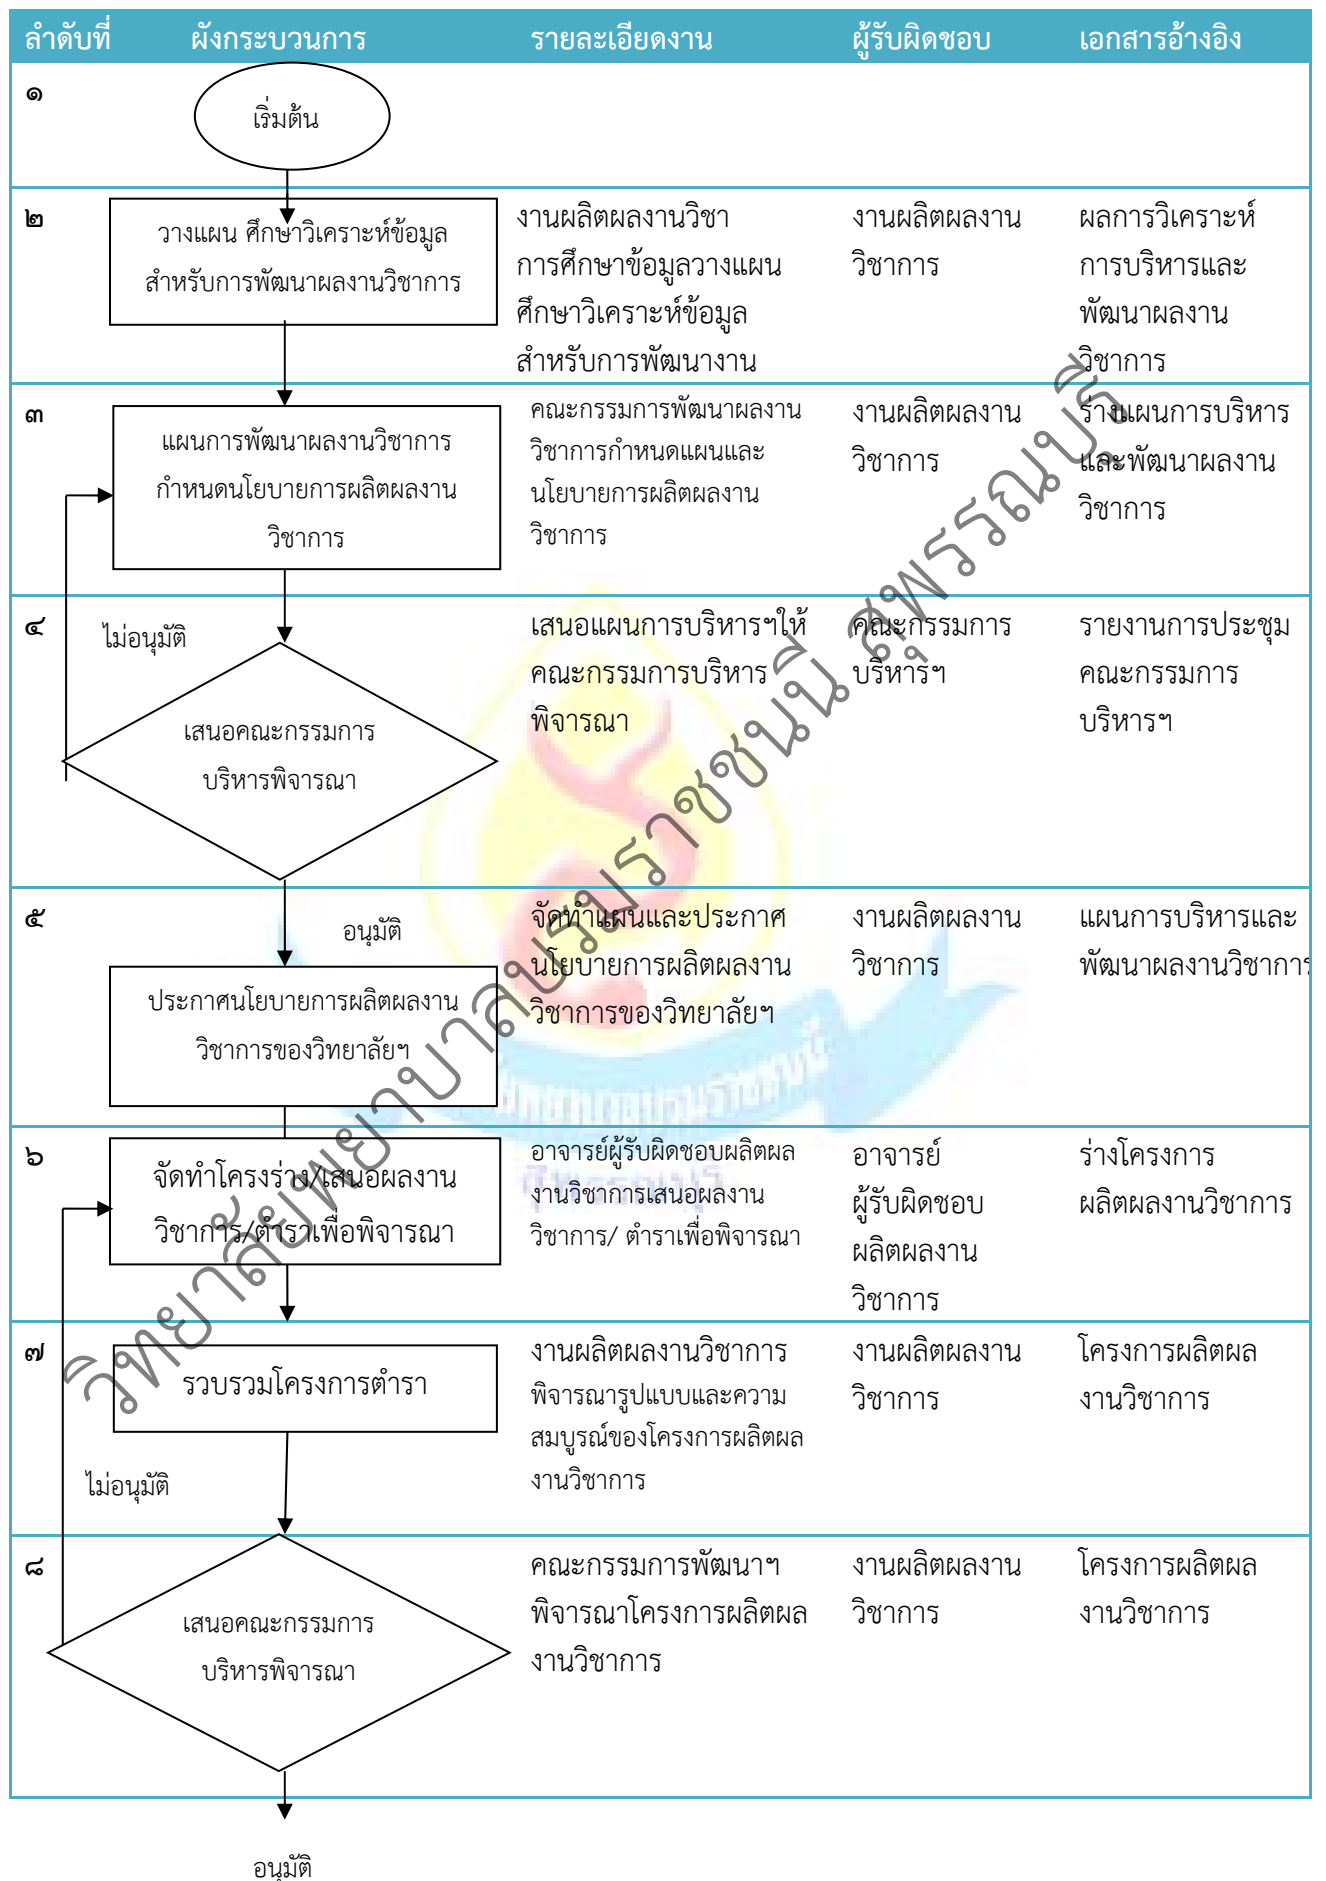 ลำดับที่ ผังกระบวนการ รายละเอียดงาน ผู้รับผิดชอบ เอกสารอ้างอิง
๑
เริ่มต้น
๒
วางแผน ศึกษาวิเคราะห์ข้อมูล
สำหรับการพัฒนาผลงานวิชาการ
งานผลิตผลงานวิชา
การศึกษาข้อมูลวางแผน
ศึกษาวิเคราะห์ข้อมูล
สำหรับการพัฒนางาน
งานผลิตผลงาน
วิชาการ
ผลการวิเคราะห์
การบริหารและ
พัฒนาผลงาน
วิชาการ
๓
แผนการพัฒนาผลงานวิชาการ
กำหนดนโยบายการผลิตผลงาน
วิชาการ
คณะกรรมการพัฒนาผลงาน
วิชาการกำหนดแผนและ
นโยบายการผลิตผลงาน
วิชาการ
งานผลิตผลงาน
วิชาการ
ร่างแผนการบริหาร
และพัฒนาผลงาน
วิชาการ
๔
ไม่อนุมัติ
เสนอคณะกรรมการ
บริหารพิจารณา
เสนอแผนการบริหารฯให้
คณะกรรมการบริหาร
พิจารณา
คณะกรรมการ
บริหารฯ
รายงานการประชุม
คณะกรรมการ
บริหารฯ
๕
อนุมัติ
ประกาศนโยบายการผลิตผลงาน
วิชาการของวิทยาลัยฯ
จัดทำแผนและประกาศ
นโยบายการผลิตผลงาน
วิชาการของวิทยาลัยฯ
งานผลิตผลงาน
วิชาการ
แผนการบริหารและ
พัฒนาผลงานวิชาการ
๖
จัดทำโครงร่าง/เสนอผลงาน
วิชาการ/ตำราเพื่อพิจารณา
อาจารย์ผู้รับผิดชอบผลิตผล
งานวิชาการเสนอผลงาน
วิชาการ/ ตำราเพื่อพิจารณา
อาจารย์
ผู้รับผิดชอบ
ผลิตผลงาน
วิชาการ
ร่างโครงการ
ผลิตผลงานวิชาการ
๗
รวบรวมโครงการตำรา
ไม่อนุมัติ
งานผลิตผลงานวิชาการ
พิจารณารูปแบบและความ
สมบูรณ์ของโครงการผลิตผล
งานวิชาการ
งานผลิตผลงาน
วิชาการ
โครงการผลิตผล
งานวิชาการ
๘
เสนอคณะกรรมการ
บริหารพิจารณา
คณะกรรมการพัฒนาฯ
พิจารณาโครงการผลิตผล
งานวิชาการ
งานผลิตผลงาน
วิชาการ
โครงการผลิตผล
งานวิชาการ
อนุมัติ
วิทยาลัยพยาบาลบรมราชชนนี สุพรรณบุรี
สุพรรณบุรี